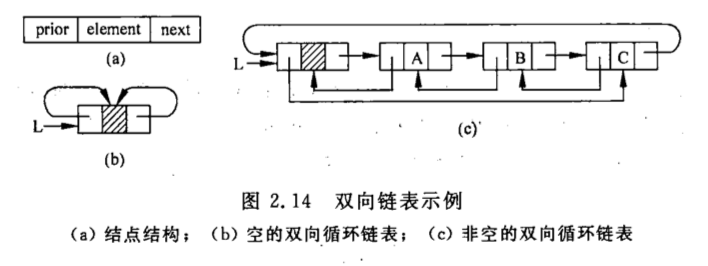 prior element next
(a)
L
(b)
L A B C
(c)
图 2.14 双向链表示例
(a) 结点结构; (b) 空的双向循环链表; (c) 非空的双向循环链表